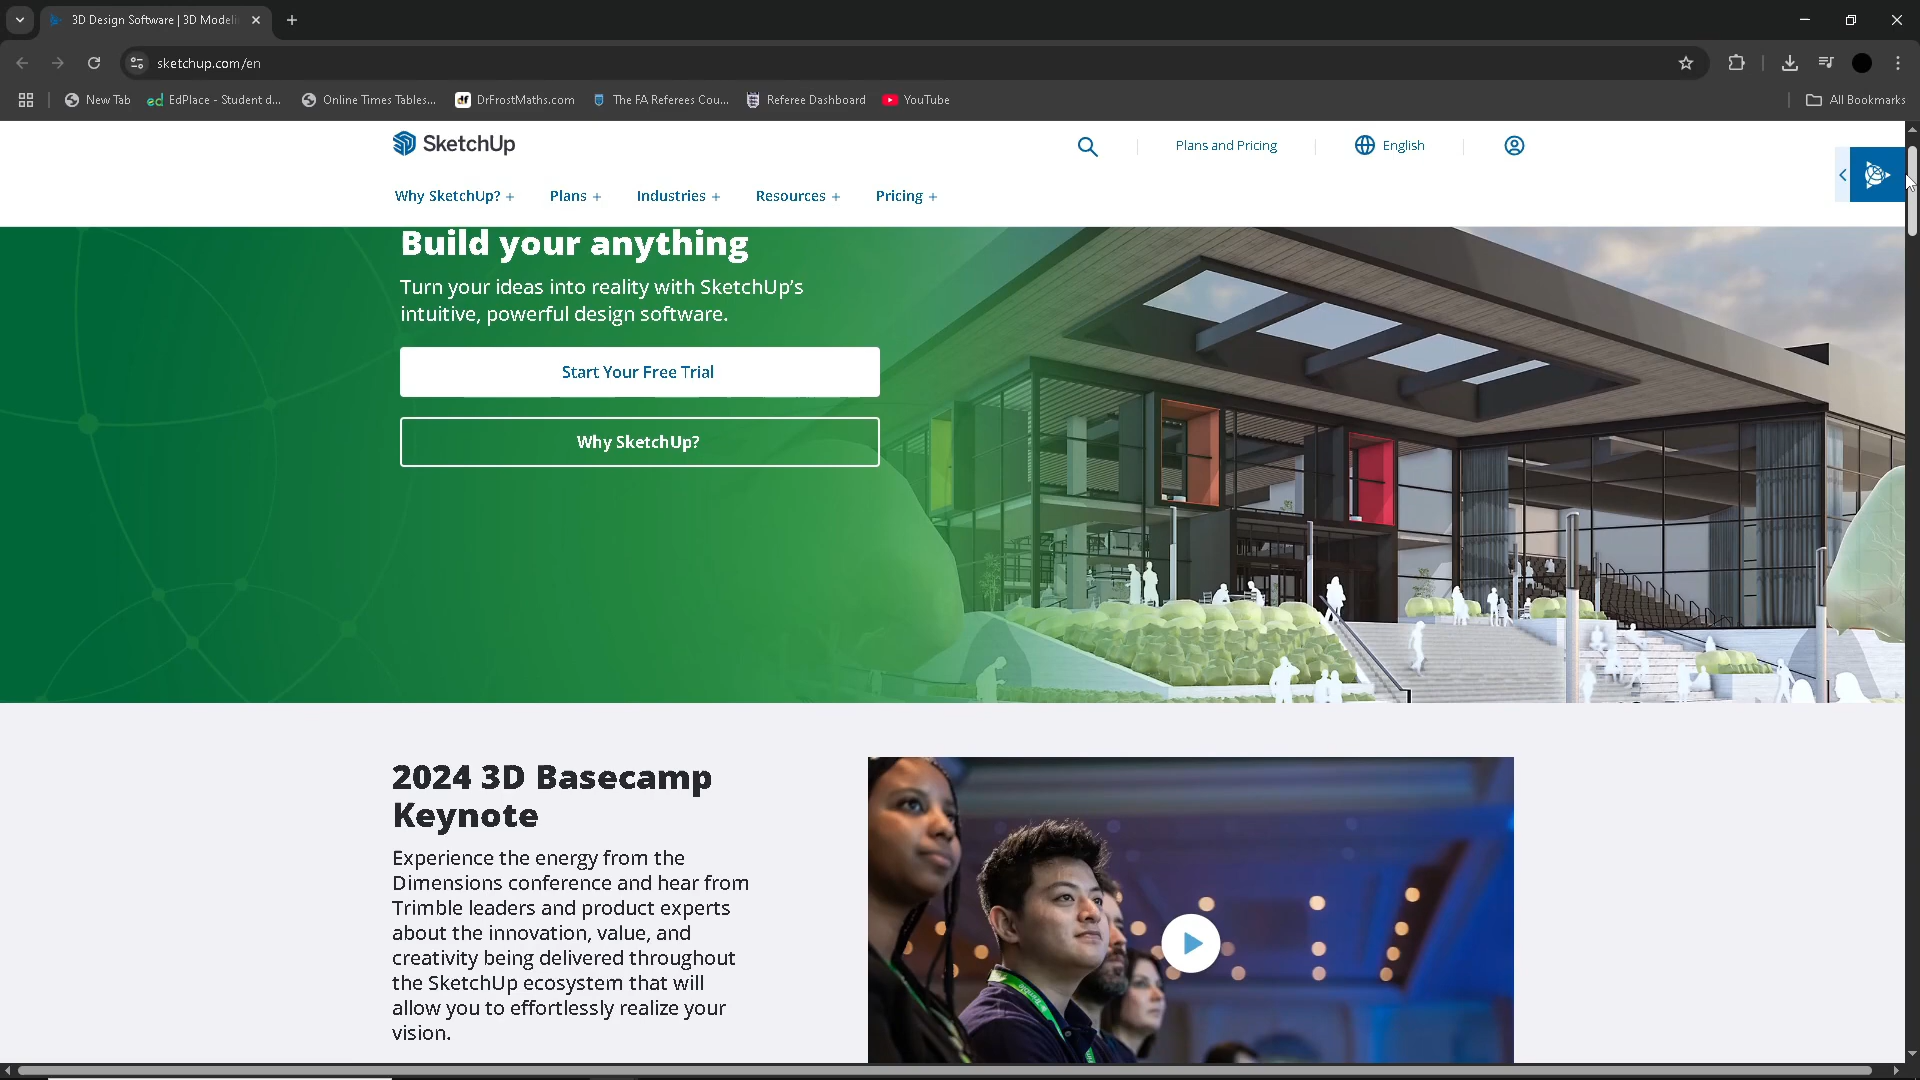 3D Design Software | 3D Modeli
sketchup.com/en
New Tab
EdPlace - Student d...
Online Times Tables...
DrFrostMaths.com
The FA Referees Cou...
Referee Dashboard
YouTube
All Bookmarks
SketchUp
Plans and Pricing
English
Why SketchUp? +
Plans +
Industries +
Resources +
Pricing +
Build your anything
Turn your ideas into reality with SketchUp’s
intuitive, powerful design software.
Start Your Free Trial
Why SketchUp?
2024 3D Basecamp
Keynote
Experience the energy from the
Dimensions conference and hear from
Trimble leaders and product experts
about the innovation, value, and
creativity being delivered throughout
the SketchUp ecosystem that will
allow you to effortlessly realize your
vision.